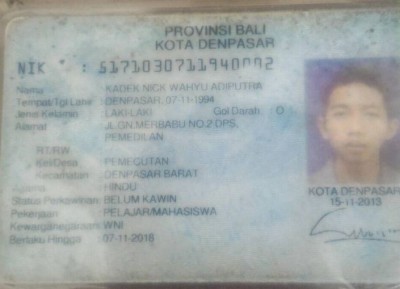 PROVINSI BALI
KOTA DENPASAR
NIK : 5171030711940002
Nama : KADEK NICK WAHYU ADIPUTRA
Tempat/Tgl Lahir : DENPASAR, 07-11-1994
Jenis Kelamin : LAKI-LAKI Gol Darah : O
Alamat : JL.GN.MERBABU NO.2 DPS.
PEMEDILAN
RT/RW
Kel/Desa : PEMECUTAN
Kecamatan : DENPASAR BARAT
Agama : HINDU
Status Perkawinan : BELUM KAWIN
Pekerjaan : PELAJAR/MAHASISWA
Kewarganegaraan : WNI
Berlaku Hingga : 07-11-2018
KOTA DENPASAR
15-11-2013